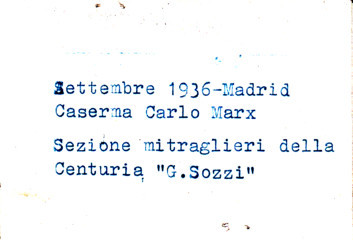 Settembre 1936-Madrid
Caserma Carlo Marx
Sezione mitraglieri della
Centuria "G.Sozzi"